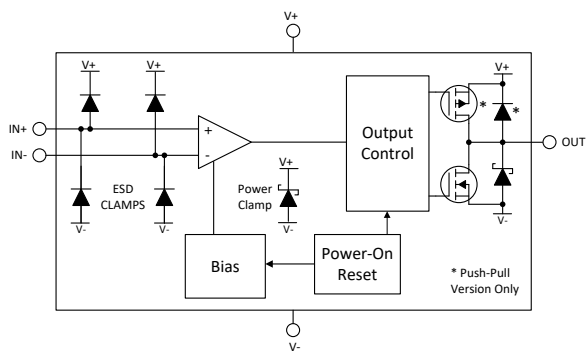 V+
V+
V+
V+
IN+
+
*
*
Output
Control
OUT
IN-
-
ESD
CLAMPS
Power
Clamp
V+
V-
V-
V-
V-
Bias
Power-On
Reset
* Push-Pull
Version Only
V-